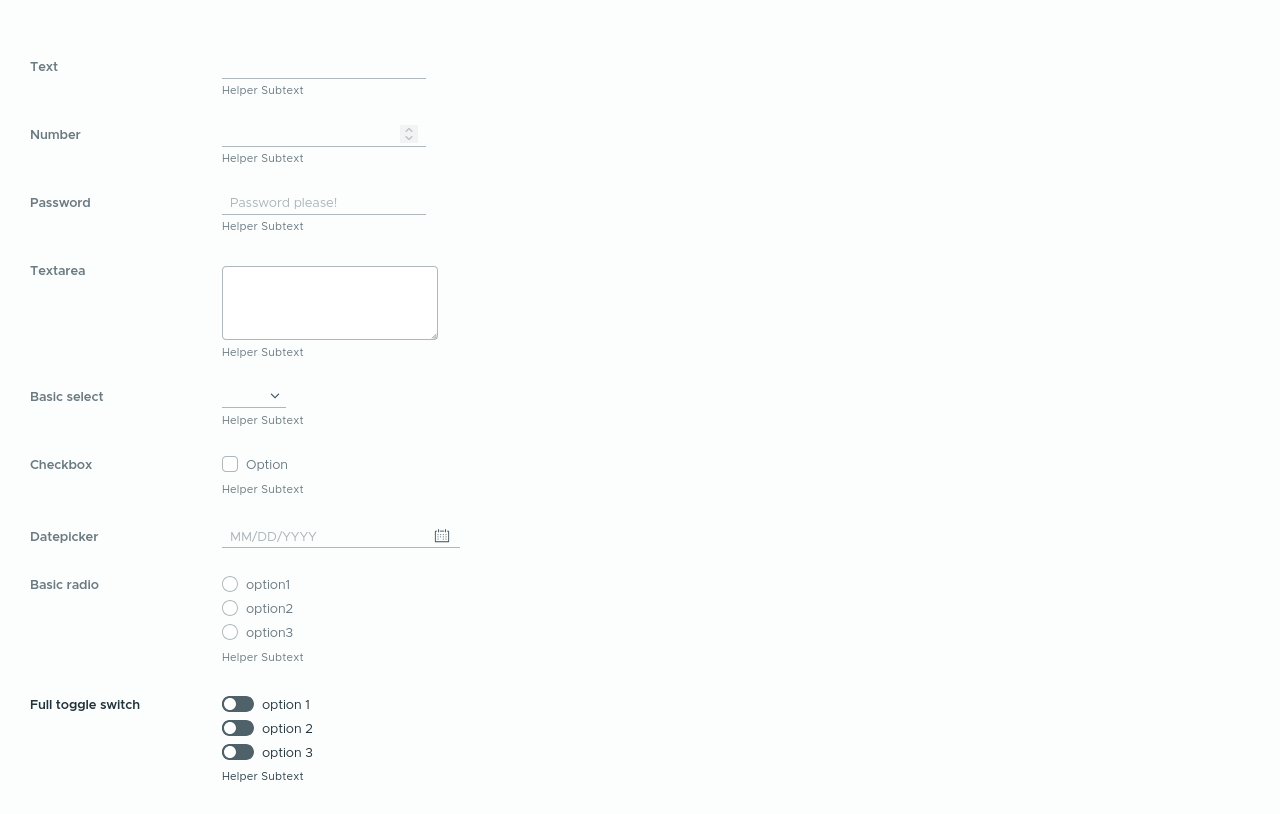 Text
Helper Subtext
Number
Helper Subtext
Password Password please!
Helper Subtext
Textarea
Helper Subtext
Basic select
Helper Subtext
Checkbox Option
Helper Subtext
Datepicker MM/DD/YYYY
Basic radio option1
option2
option3
Helper Subtext
Full toggle switch option 1
option 2
option 3
Helper Subtext